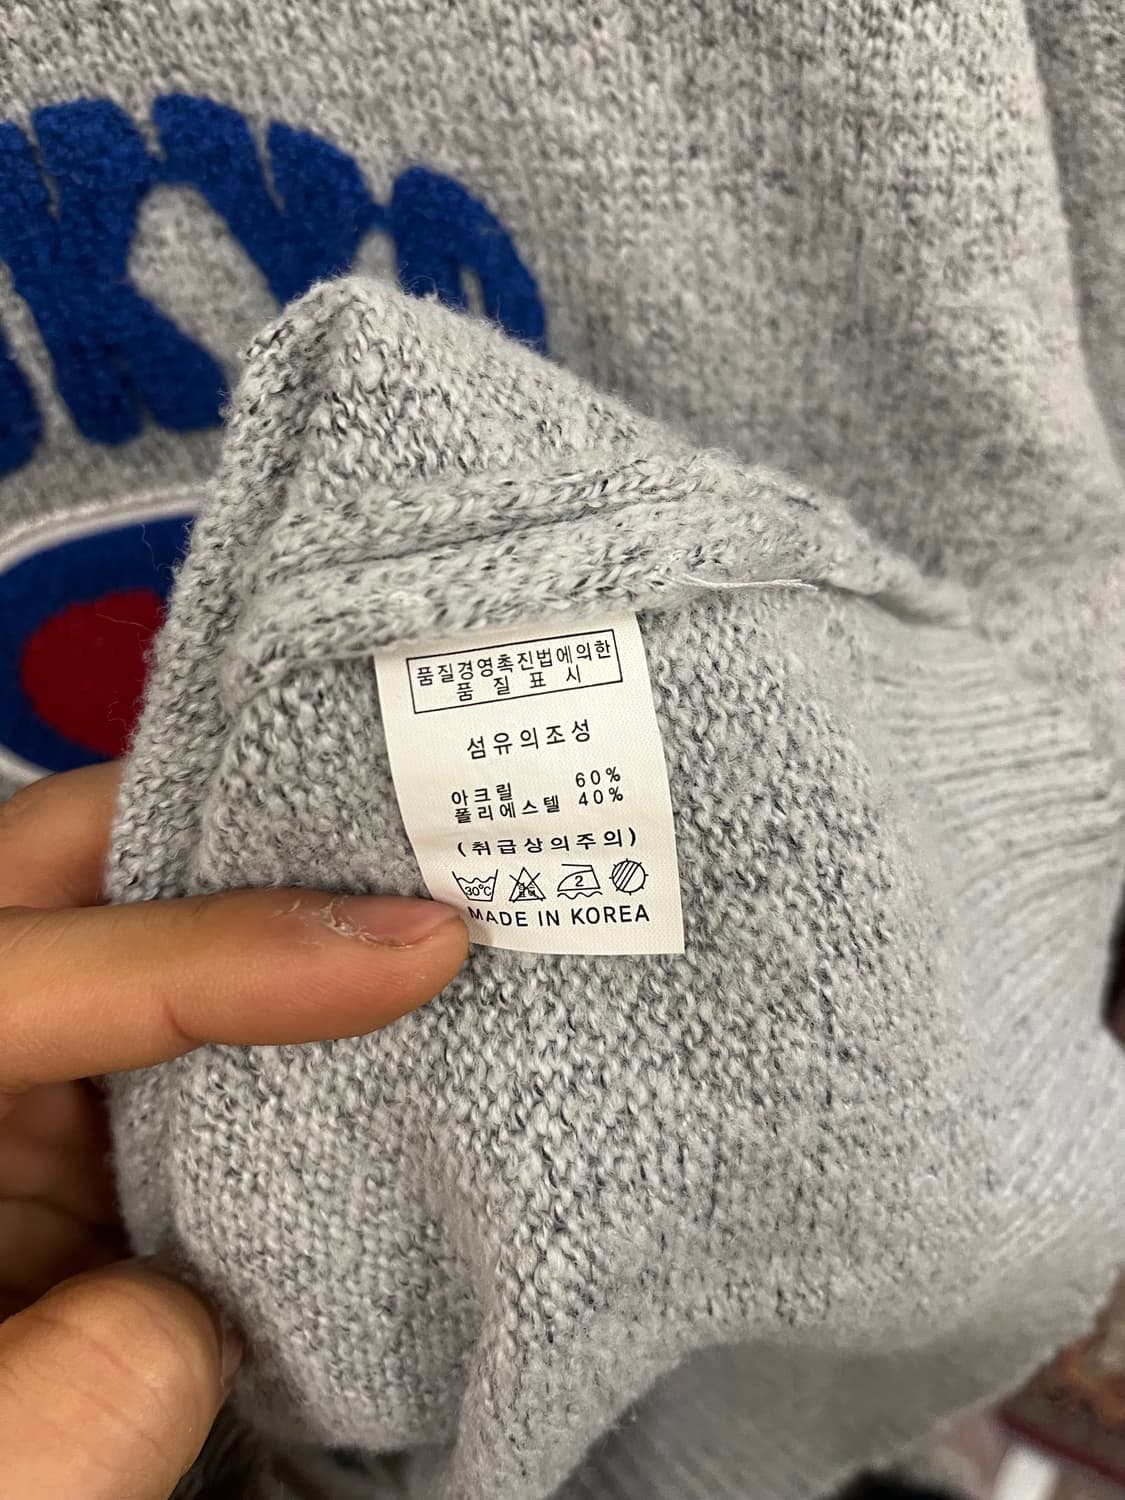 품질경영촉진법에의한
품 질 표 시
섬유의조성
아크릴 60%
폴리에스텔 40%
(취급상의주의)
30℃ 2
MADE IN KOREA